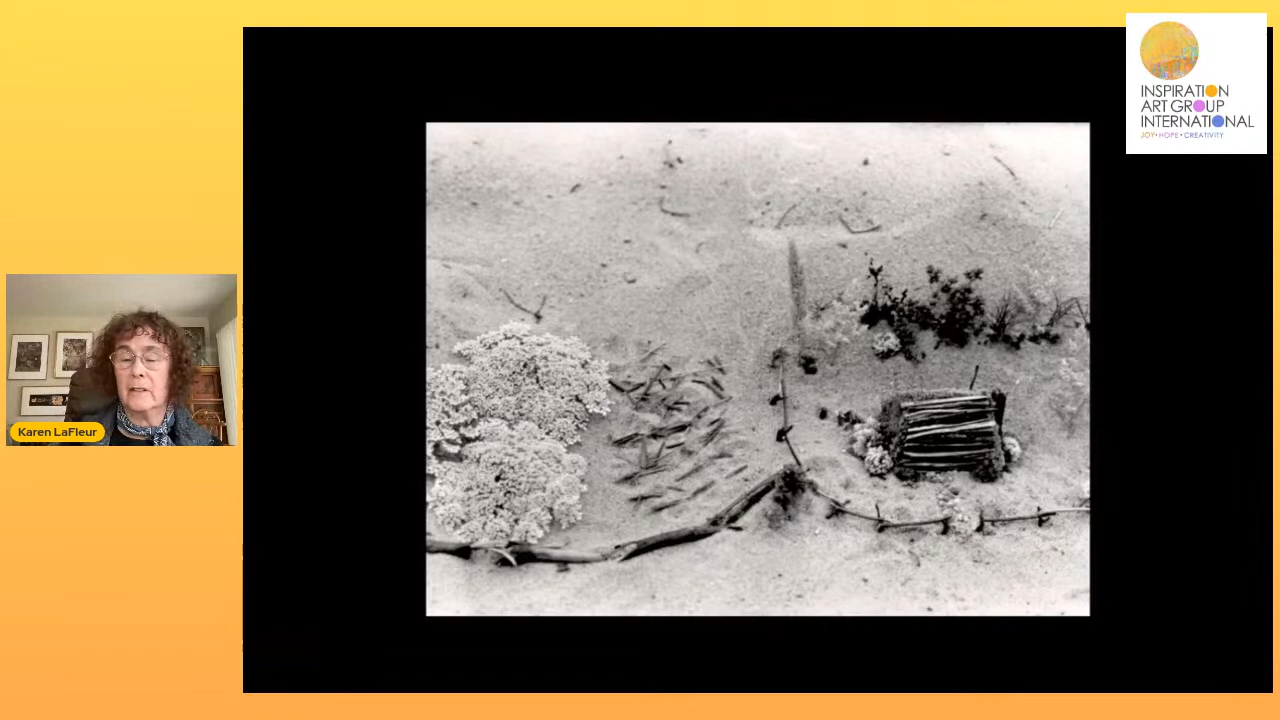 INSPIRATION
ART GROUP
INTERNATIONAL
JOY • HOPE • CREATIVITY
Karen LaFleur